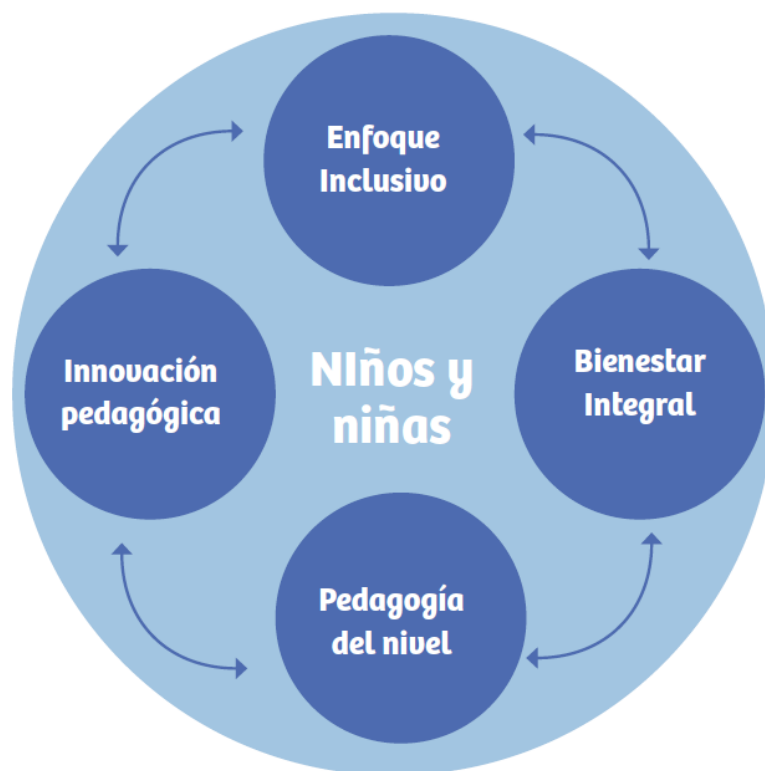 Enfoque
Inclusivo
Innovación
pedagógica
NIños y
niñas
Bienestar
Integral
Pedagogía
del nivel